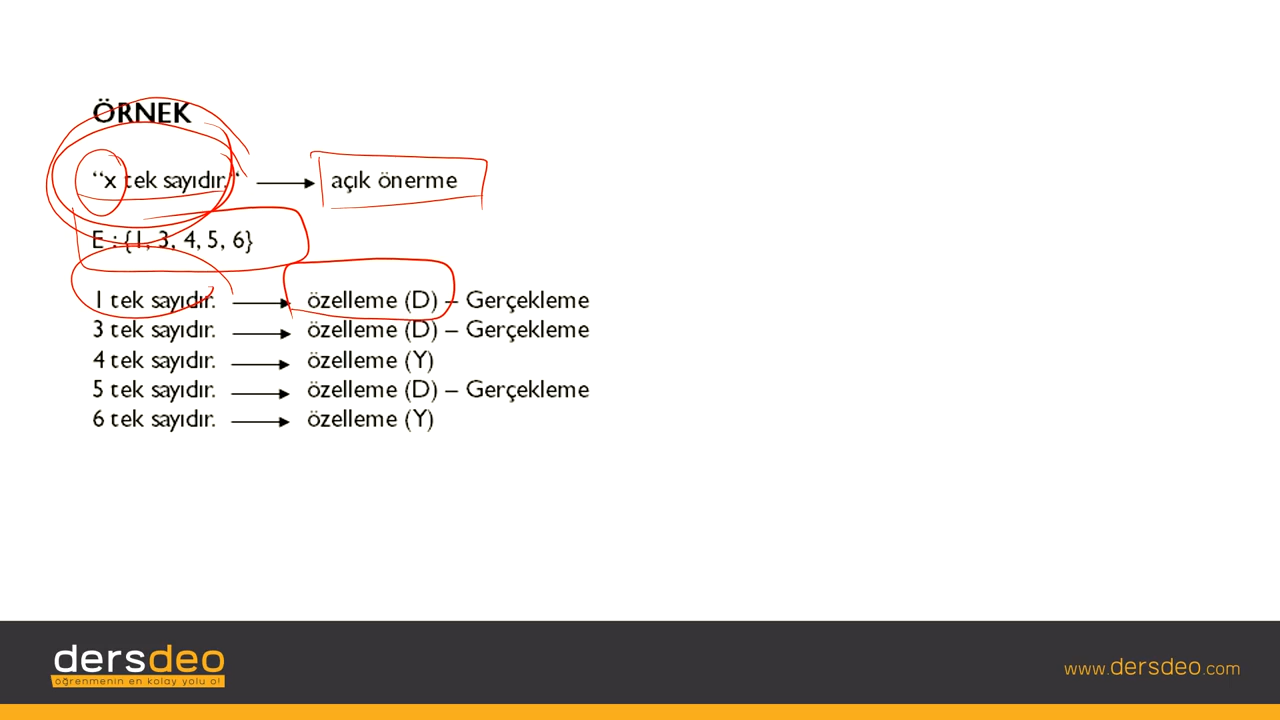 ÖRNEK
“x tek sayıdır.“ → açık önerme
E : {1, 3, 4, 5, 6}
1 tek sayıdır. → özelleme (D) – Gerçekleme
3 tek sayıdır. → özelleme (D) – Gerçekleme
4 tek sayıdır. → özelleme (Y)
5 tek sayıdır. → özelleme (D) – Gerçekleme
6 tek sayıdır. → özelleme (Y)
dersdeo
öğrenmenin en kolay yolu o!
www.dersdeo.com